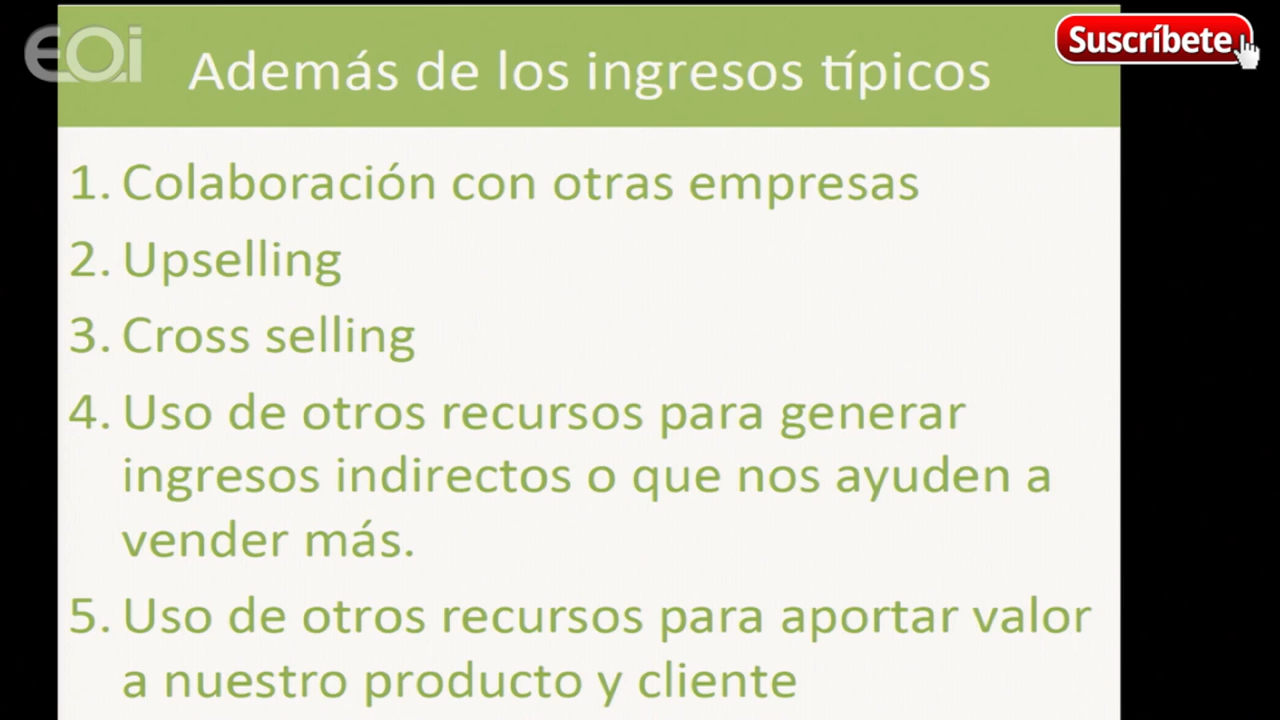 EOi
Suscríbete
Además de los ingresos típicos
1. Colaboración con otras empresas
2. Upselling
3. Cross selling
4. Uso de otros recursos para generar
ingresos indirectos o que nos ayuden a
vender más.
5. Uso de otros recursos para aportar valor
a nuestro producto y cliente